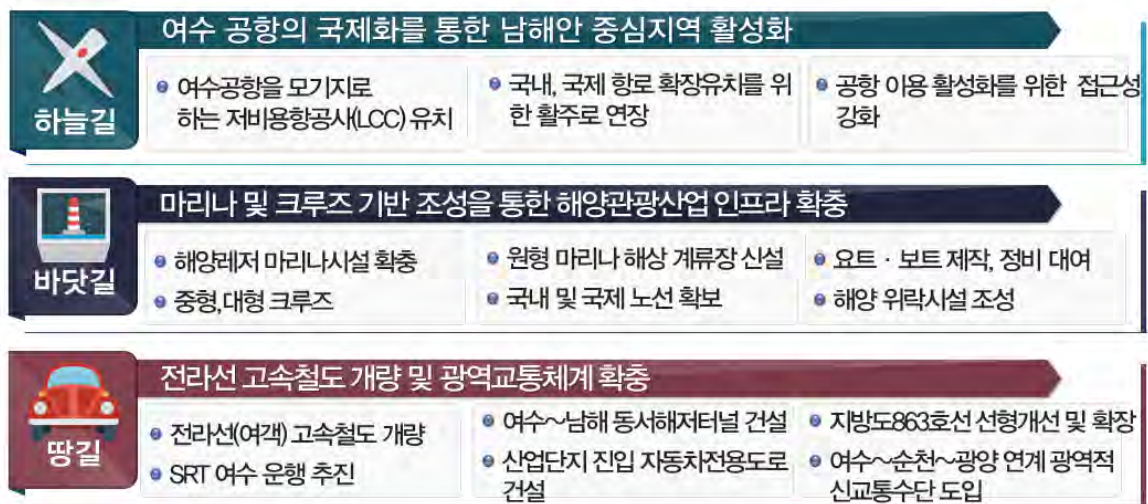 하늘길
여수 공항의 국제화를 통한 남해안 중심지역 활성화
여수공항을 모기지로
하는 저비용항공사(LCC) 유치
국내, 국제 항로 확장유치를 위
한 활주로 연장
공항 이용 활성화를 위한 접근성
강화
바닷길
마리나 및 크루즈 기반 조성을 통한 해양관광산업 인프라 확충
해양레저 마리나시설 확충
중형,대형 크루즈
원형 마리나 해상 계류장 신설
국내 및 국제 노선 확보
요트 · 보트 제작, 정비 대여
해양 위락시설 조성
땅길
전라선 고속철도 개량 및 광역교통체계 확충
전라선(여객) 고속철도 개량
SRT 여수 운행 추진
여수~남해 동서해저터널 건설
산업단지 진입 자동차전용도로
건설
지방도863호선 선형개선 및 확장
여수~순천~광양 연계 광역적
신교통수단 도입